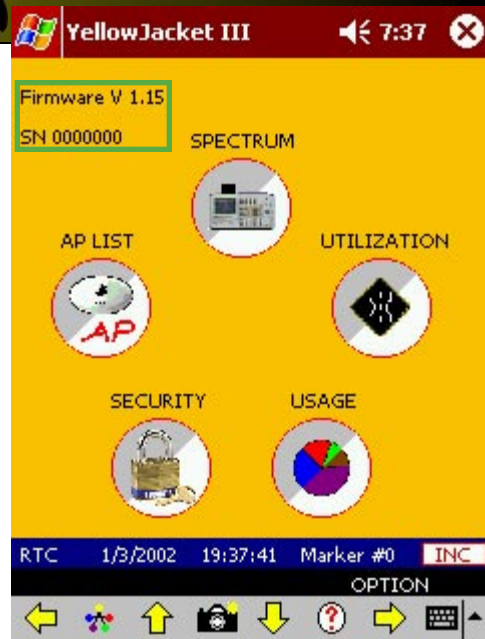 YellowJacket III 7:37
Firmware V 1.15
SN 0000000
SPECTRUM
AP LIST UTILIZATION
AP
SECURITY USAGE
RTC 1/3/2002 19:37:41 Marker #0 INC
OPTION
?